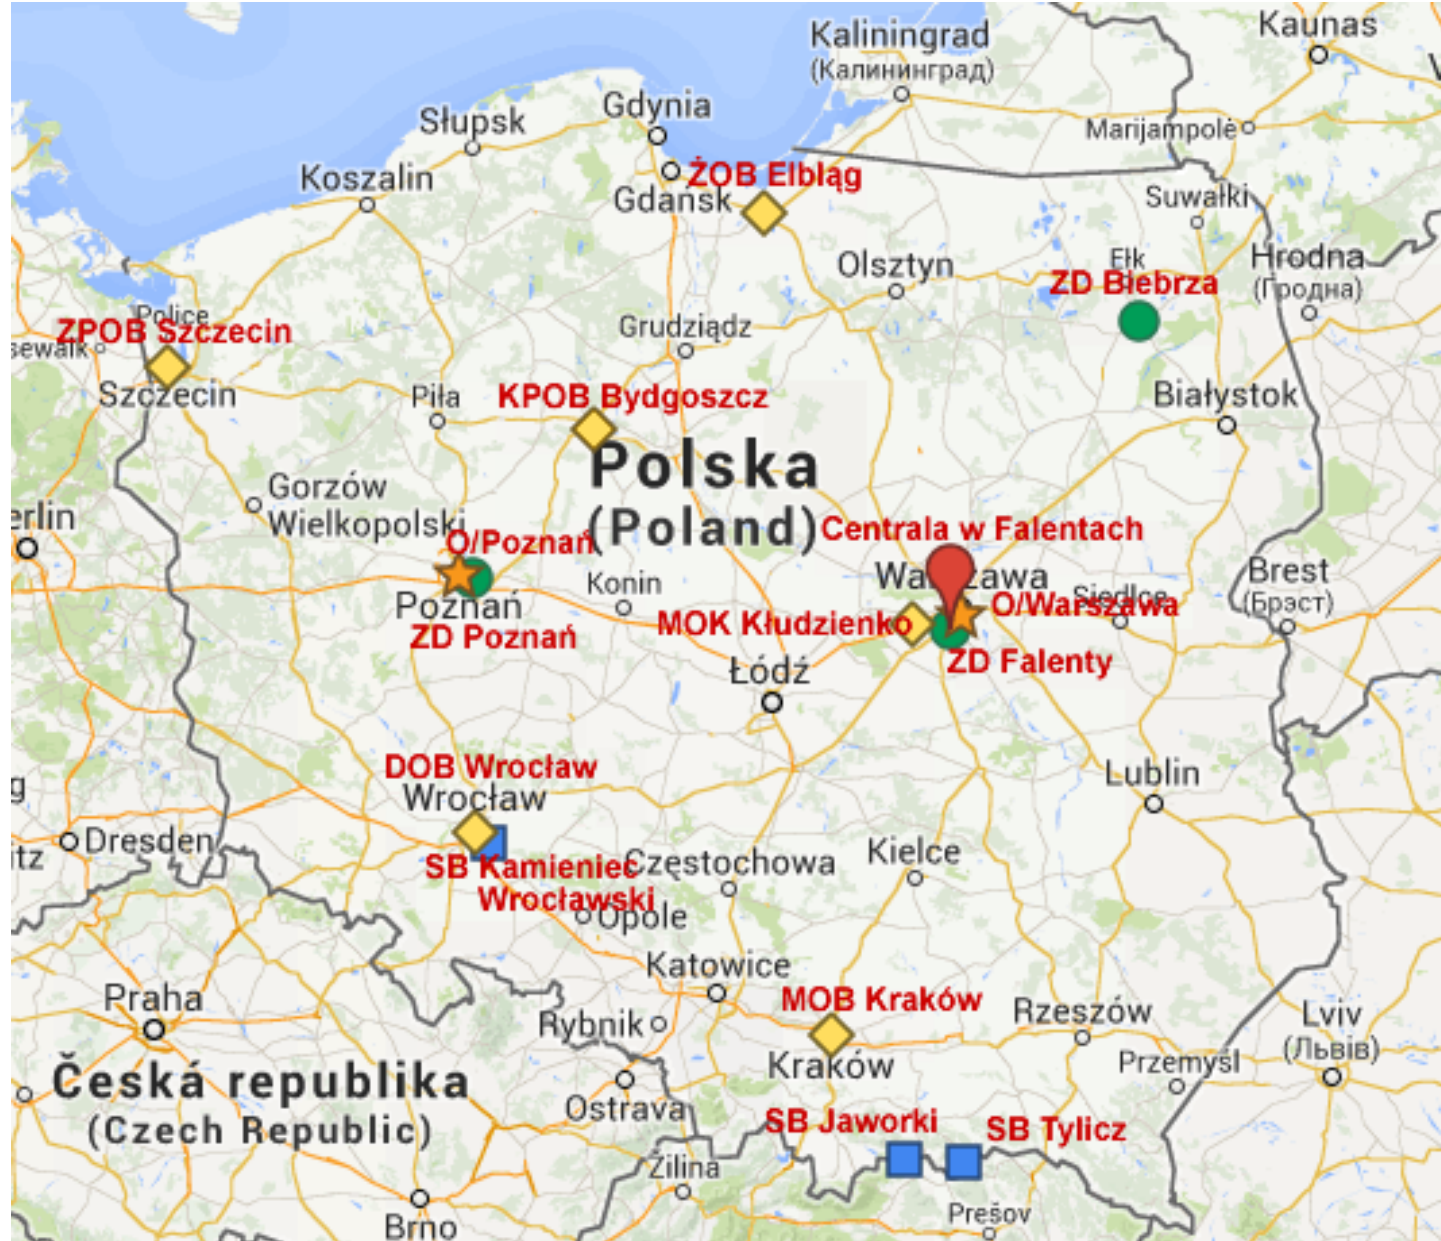 Kaunas
Kaliningrad
(Калининград)
Gdynia
Słupsk
Marijampolė
Koszalin
ŻOB Elbląg
Gdańsk
Suwałki
Olsztyn
Ełk
Hrodna
(Гродна)
ZD Biebrza
Police
ZPOB Szczecin
sewalk
Grudziądz
Szczecin
Piła
KPOB Bydgoszcz
Białystok
Polska
(Poland)
Gorzów
Wielkopolski
erlin
O/Poznań
Centrala w Falentach
Warszawa
Konin
Siedlce
Brest
(Брэст)
O/Warszawa
Poznań
ZD Poznań
MOK Kłudzienko
ZD Falenty
Łódź
DOB Wrocław
Wrocław
Lublin
g
Dresden
tz
SB Kamieniec
Wrocławski
Częstochowa
Kielce
Opole
Katowice
Praha
MOB Kraków
Rybnik
Rzeszów
Lviv
(Львів)
Kraków
Przemyśl
Česká republika
(Czech Republic)
Ostrava
SB Jaworki
SB Tylicz
Žilina
Prešov
Brno